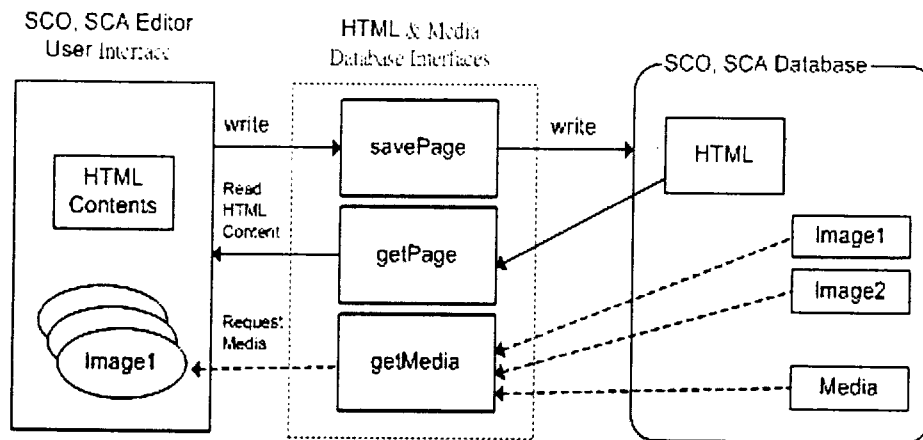 SCO, SCA Editor
User Interface
HTML & Media
Database Interfaces
SCO, SCA Database
write
savePage
write
HTML
HTML
Contents
Read
HTML
Content
getPage
Image1
Image2
Request
Media
Image1
getMedia
Media